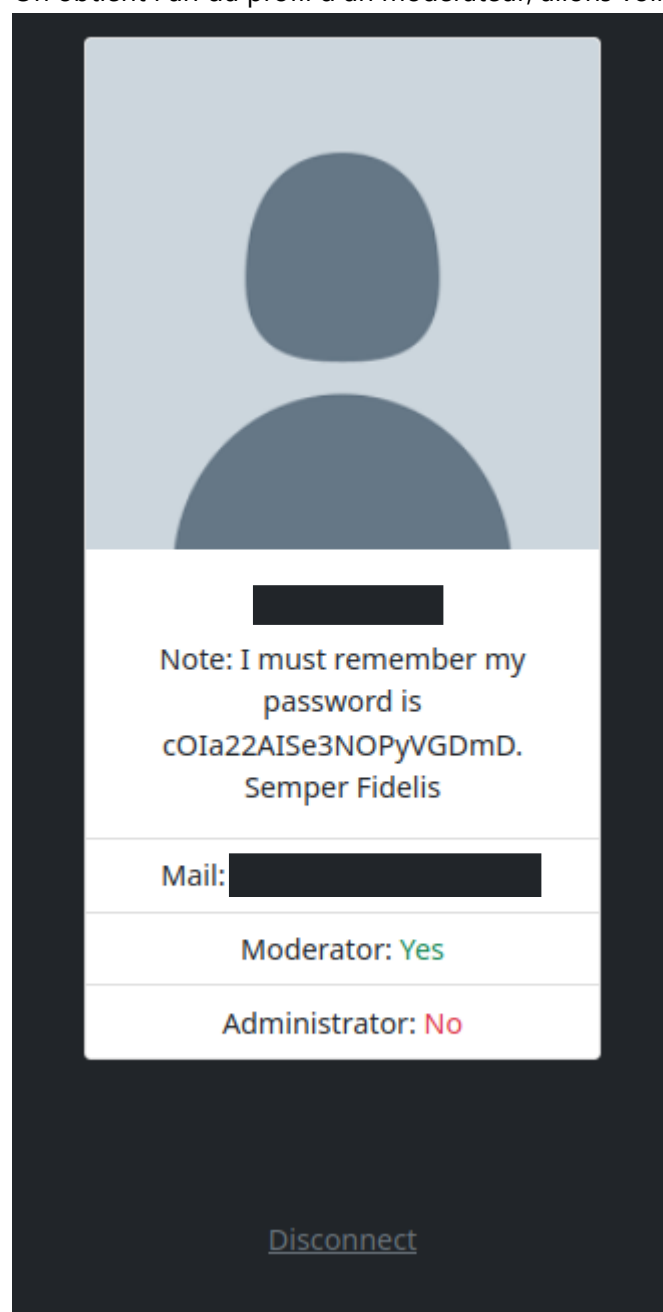 Note: I must remember my
password is
cOIa22AISe3NOPyVGDmD.
Semper Fidelis
Mail:
Moderator: Yes
Administrator: No
Disconnect